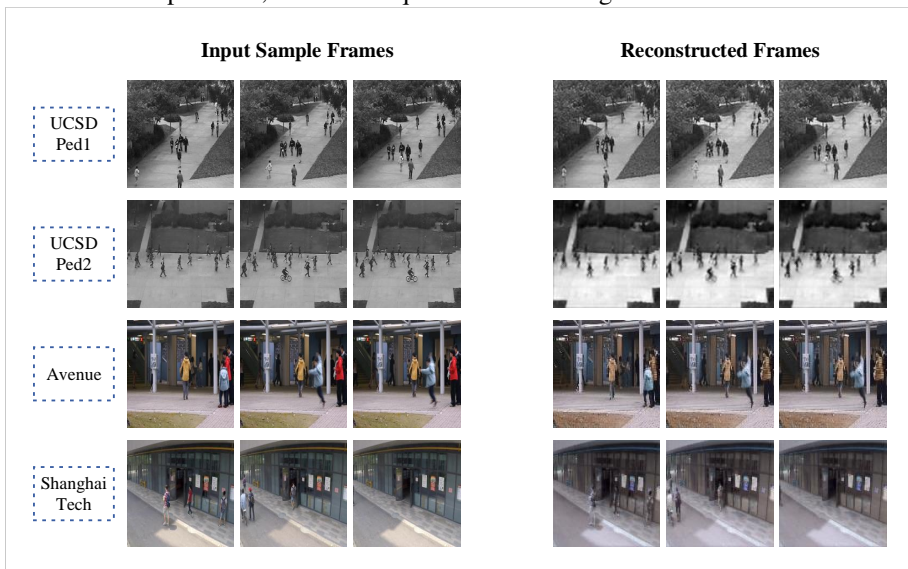 Input Sample Frames
Reconstructed Frames
UCSD
Ped1
UCSD
Ped2
Avenue
Shanghai
Tech